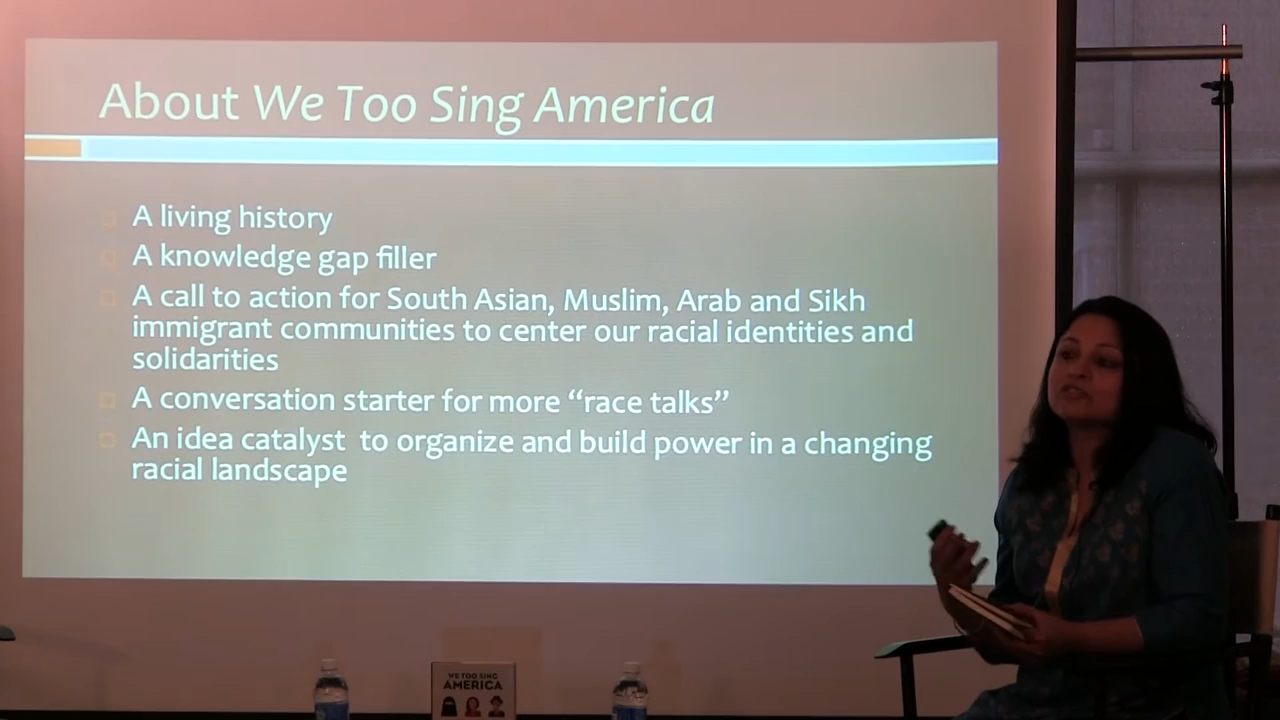 About We Too Sing America
A living history
A knowledge gap filler
A call to action for South Asian, Muslim, Arab and Sikh
immigrant communities to center our racial identities and
solidarities
A conversation starter for more “race talks”
An idea catalyst  to organize and build power in a changing
racial landscape
WE TOO SING
AMERICA